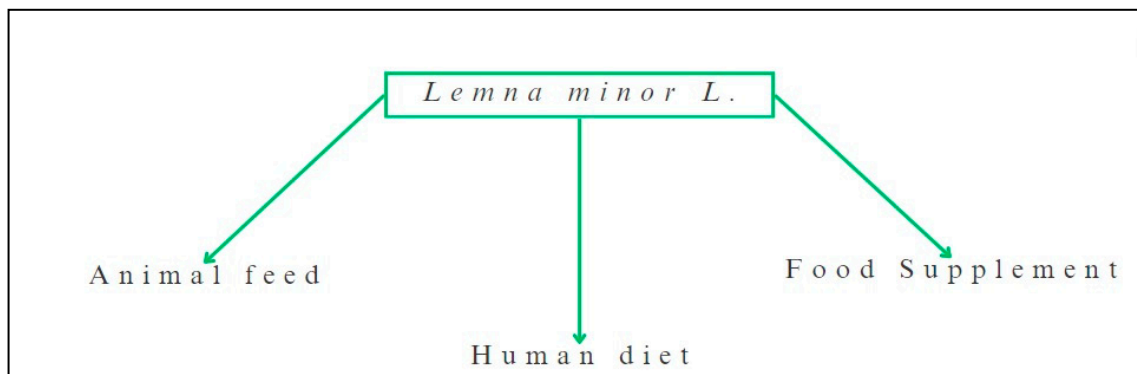 Lemna minor L.
Animal feed
Food Supplement
Human diet